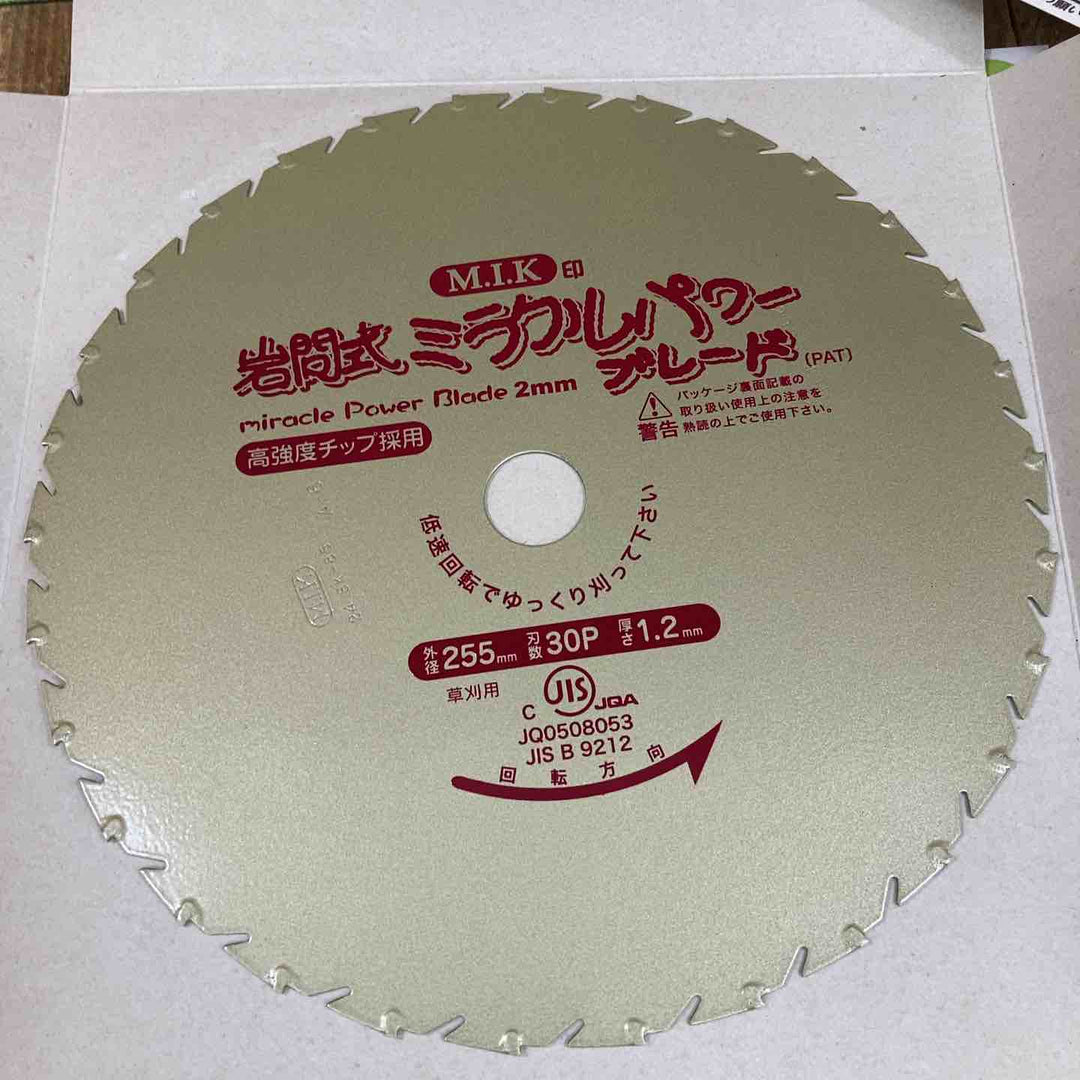 M.I.K印
岩間式 ミラクルパワー
ブレード (PAT)
miracle Power Blade 2mm
高強度チップ採用
警告
パッケージ裏面記載の
取り扱い使用上の注意を
熟読の上でご使用下さい。
低速回転でゆっくり刈って下さい
外径255mm 刃数30P 厚さ1.2mm
草刈用
JIS JQA
C
JQ0508053
JIS B 9212
回転方向
MIK